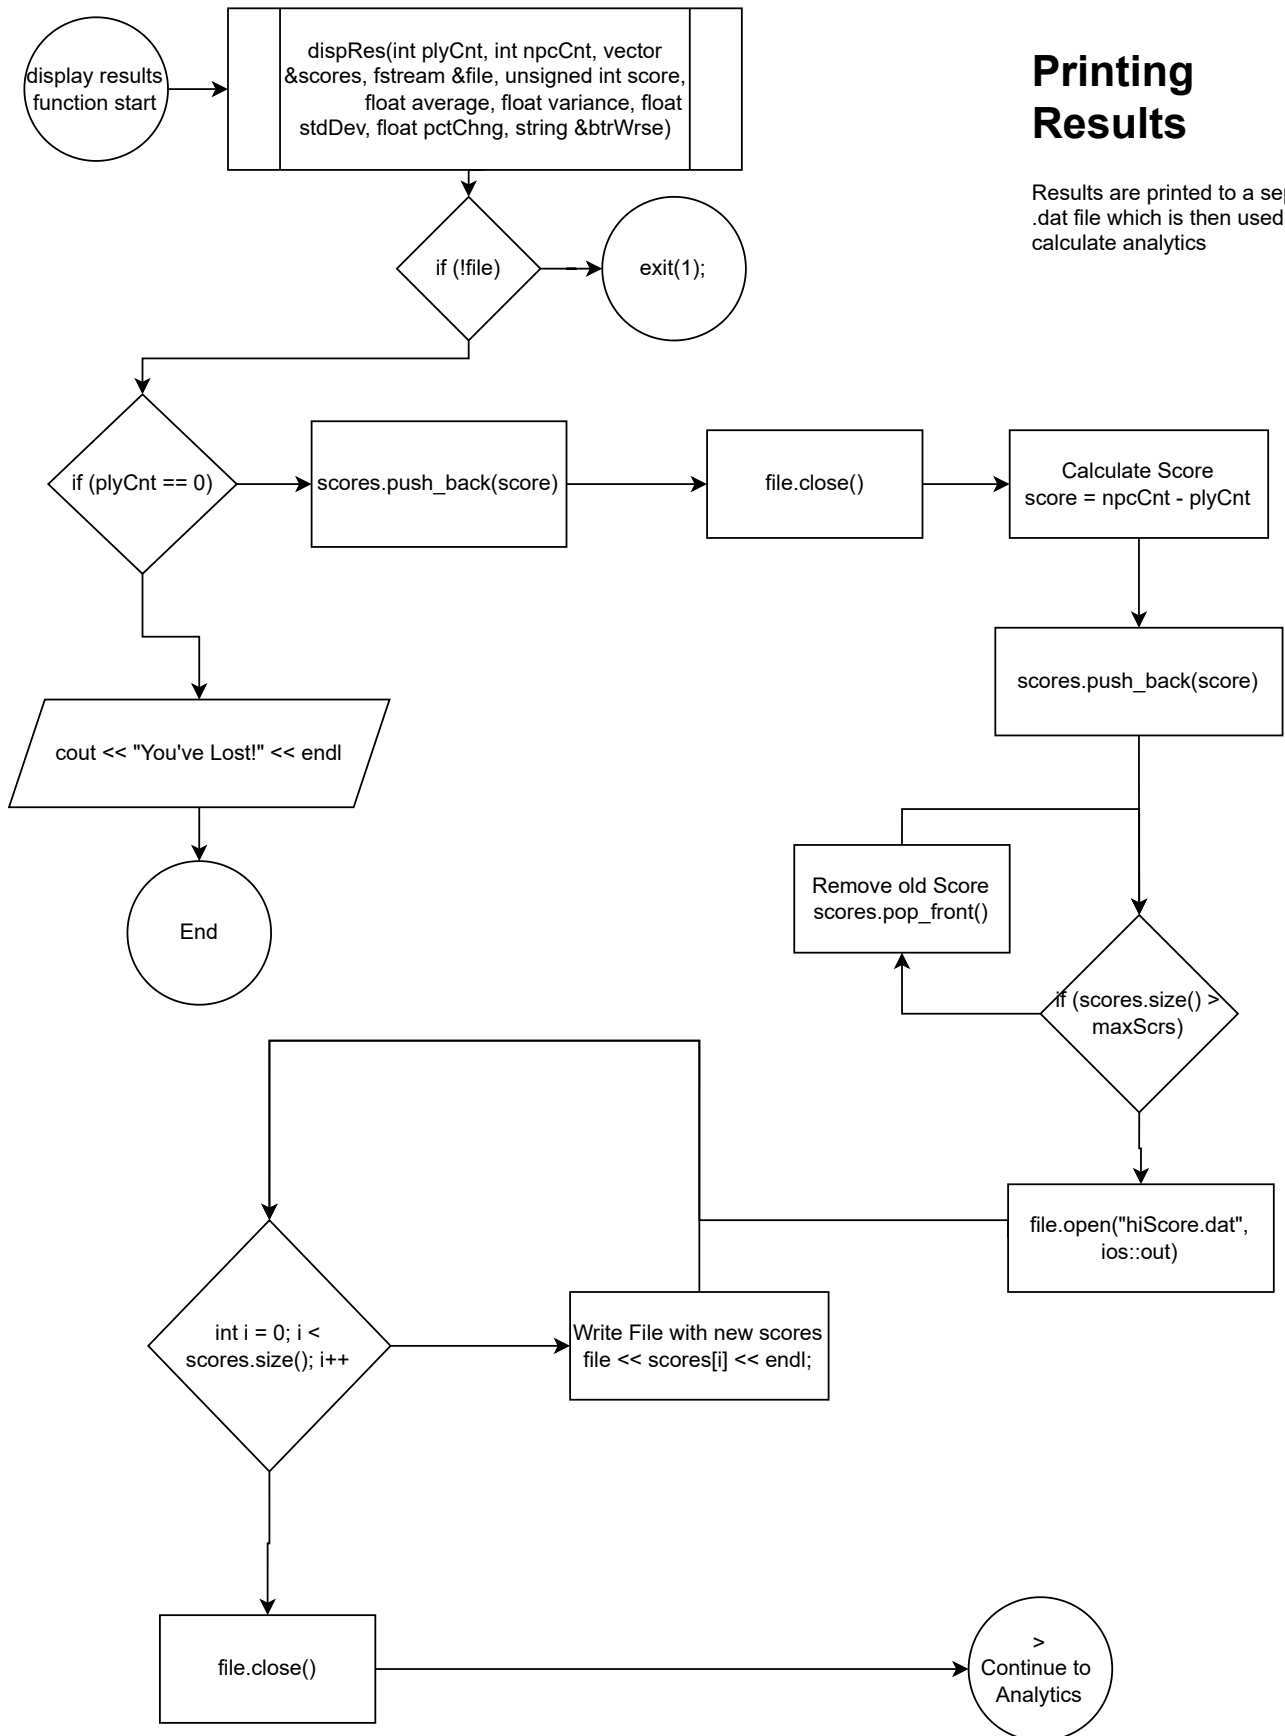 display results
function start
dispRes(int plyCnt, int npcCnt, vector
&scores, fstream &file, unsigned int score,
float average, float variance, float
stdDev, float pctChng, string &btrWrse)
Printing
Results
Results are printed to a
.dat file which is then used
calculate analytics
if (!file)
exit(1);
if (plyCnt == 0)
scores.push_back(score)
file.close()
Calculate Score
score = npcCnt - plyCnt
scores.push_back(score)
cout << "You've Lost!" << endl
End
Remove old Score
scores.pop_front()
if (scores.size() >
maxScrs)
file.open("hiScore.dat",
ios::out)
int i = 0; i <
scores.size(); i++
Write File with new scores
file << scores[i] << endl;
file.close()
>
Continue to
Analytics